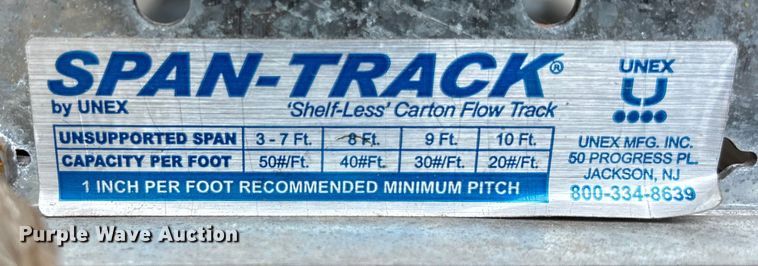 SPAN-TRACK®
by UNEX 'Shelf-Less' Carton Flow Track
UNSUPPORTED SPAN 3 - 7 Ft. 8 Ft. 9 Ft. 10 Ft.
CAPACITY PER FOOT 50#/Ft. 40#Ft. 30#/Ft. 20#/Ft.
1 INCH PER FOOT RECOMMENDED MINIMUM PITCH
UNEX
UNEX MFG. INC.
50 PROGRESS PL.
JACKSON, NJ
800-334-8639
Purple Wave Auction